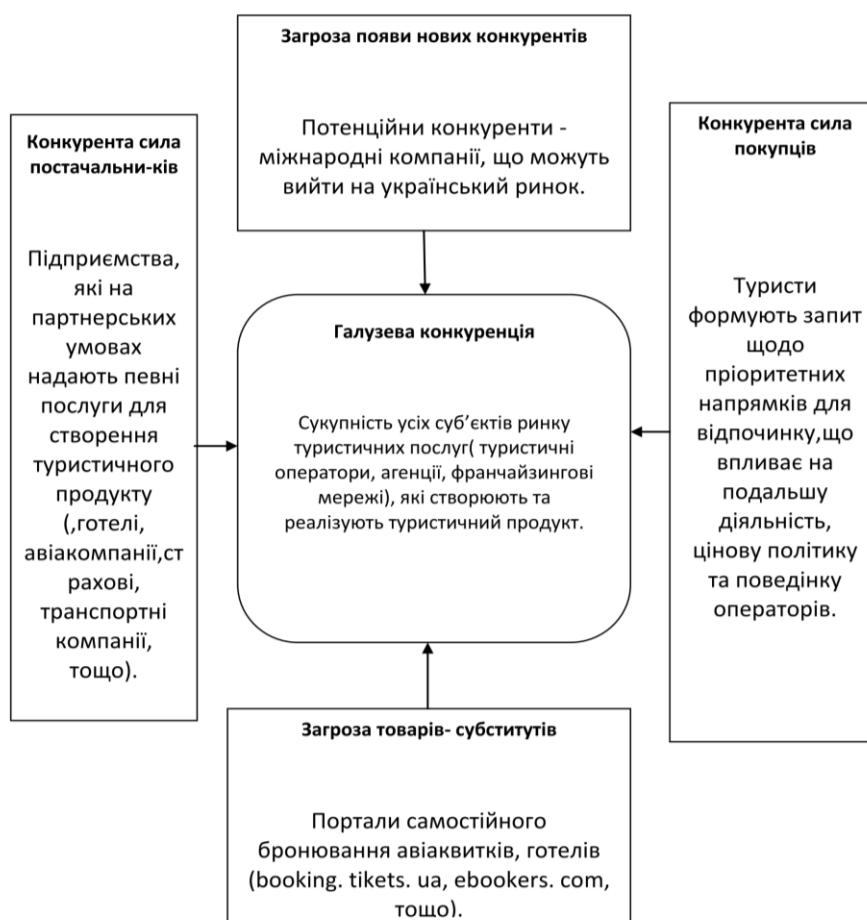 Загроза появи нових конкурентів
Потенційни конкуренти -
міжнародні компанії, що можуть
вийти на український ринок.
Конкурента сила
постачальни-ків
Підприємства,
які на
партнерських
умовах
надають певні
послуги для
створення
туристичного
продукту
(,готелі,
авіакомпанії,ст
рахові,
транспортні
компанії,
тощо).
Галузева конкуренція
Сукупність усіх суб’єктів ринку
туристичних послуг( туристичні
оператори, агенції, франчайзингові
мережі), які створюють та
реалізують туристичний продукт.
Конкурента сила
покупців
Туристи
формують запит
щодо
пріоритетних
напрямків для
відпочинку,що
впливає на
подальшу
діяльність,
цінову політику
та поведінку
операторів.
Загроза товарів- субститутів
Портали самостійного
бронювання авіаквитків, готелів
(booking. tikets. ua, ebookers. com,
тощо).